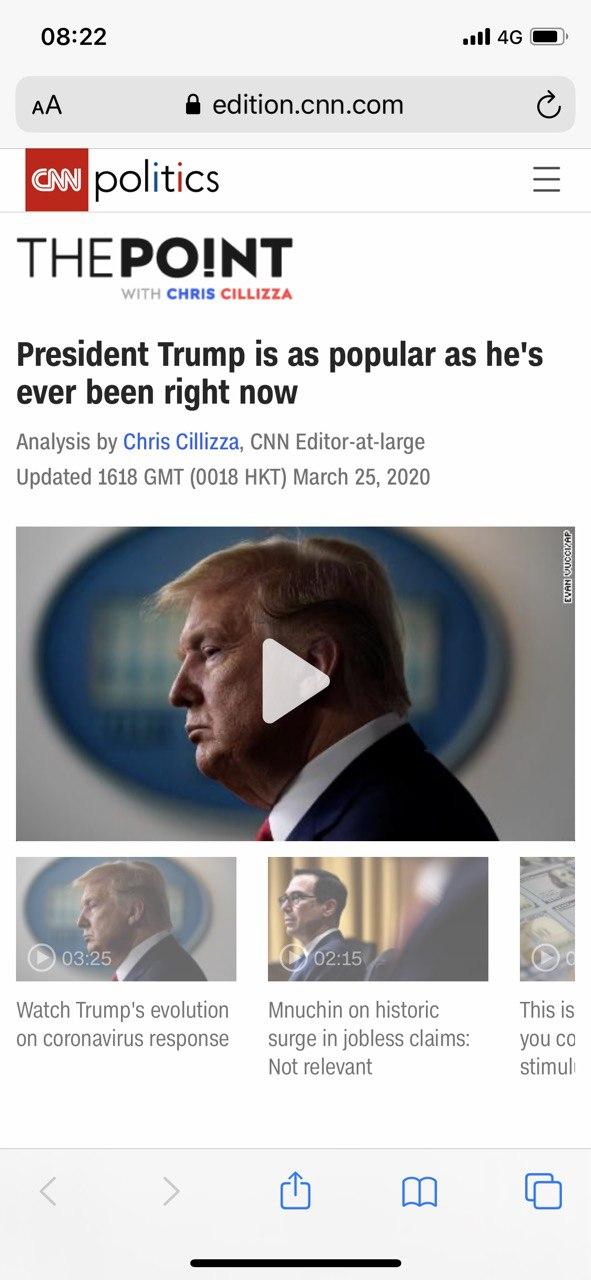 08:22
4G
AA
edition.cnn.com
CNN politics
THE PO!NT
WITH CHRIS CILLIZZA
President Trump is as popular as he's
ever been right now
Analysis by Chris Cillizza, CNN Editor-at-large
Updated 1618 GMT (0018 HKT) March 25, 2020
EVAN VUCCI/AP
03:25
02:15
0
Watch Trump's evolution
on coronavirus response
Mnuchin on historic
surge in jobless claims:
Not relevant
This is
you co
stimul